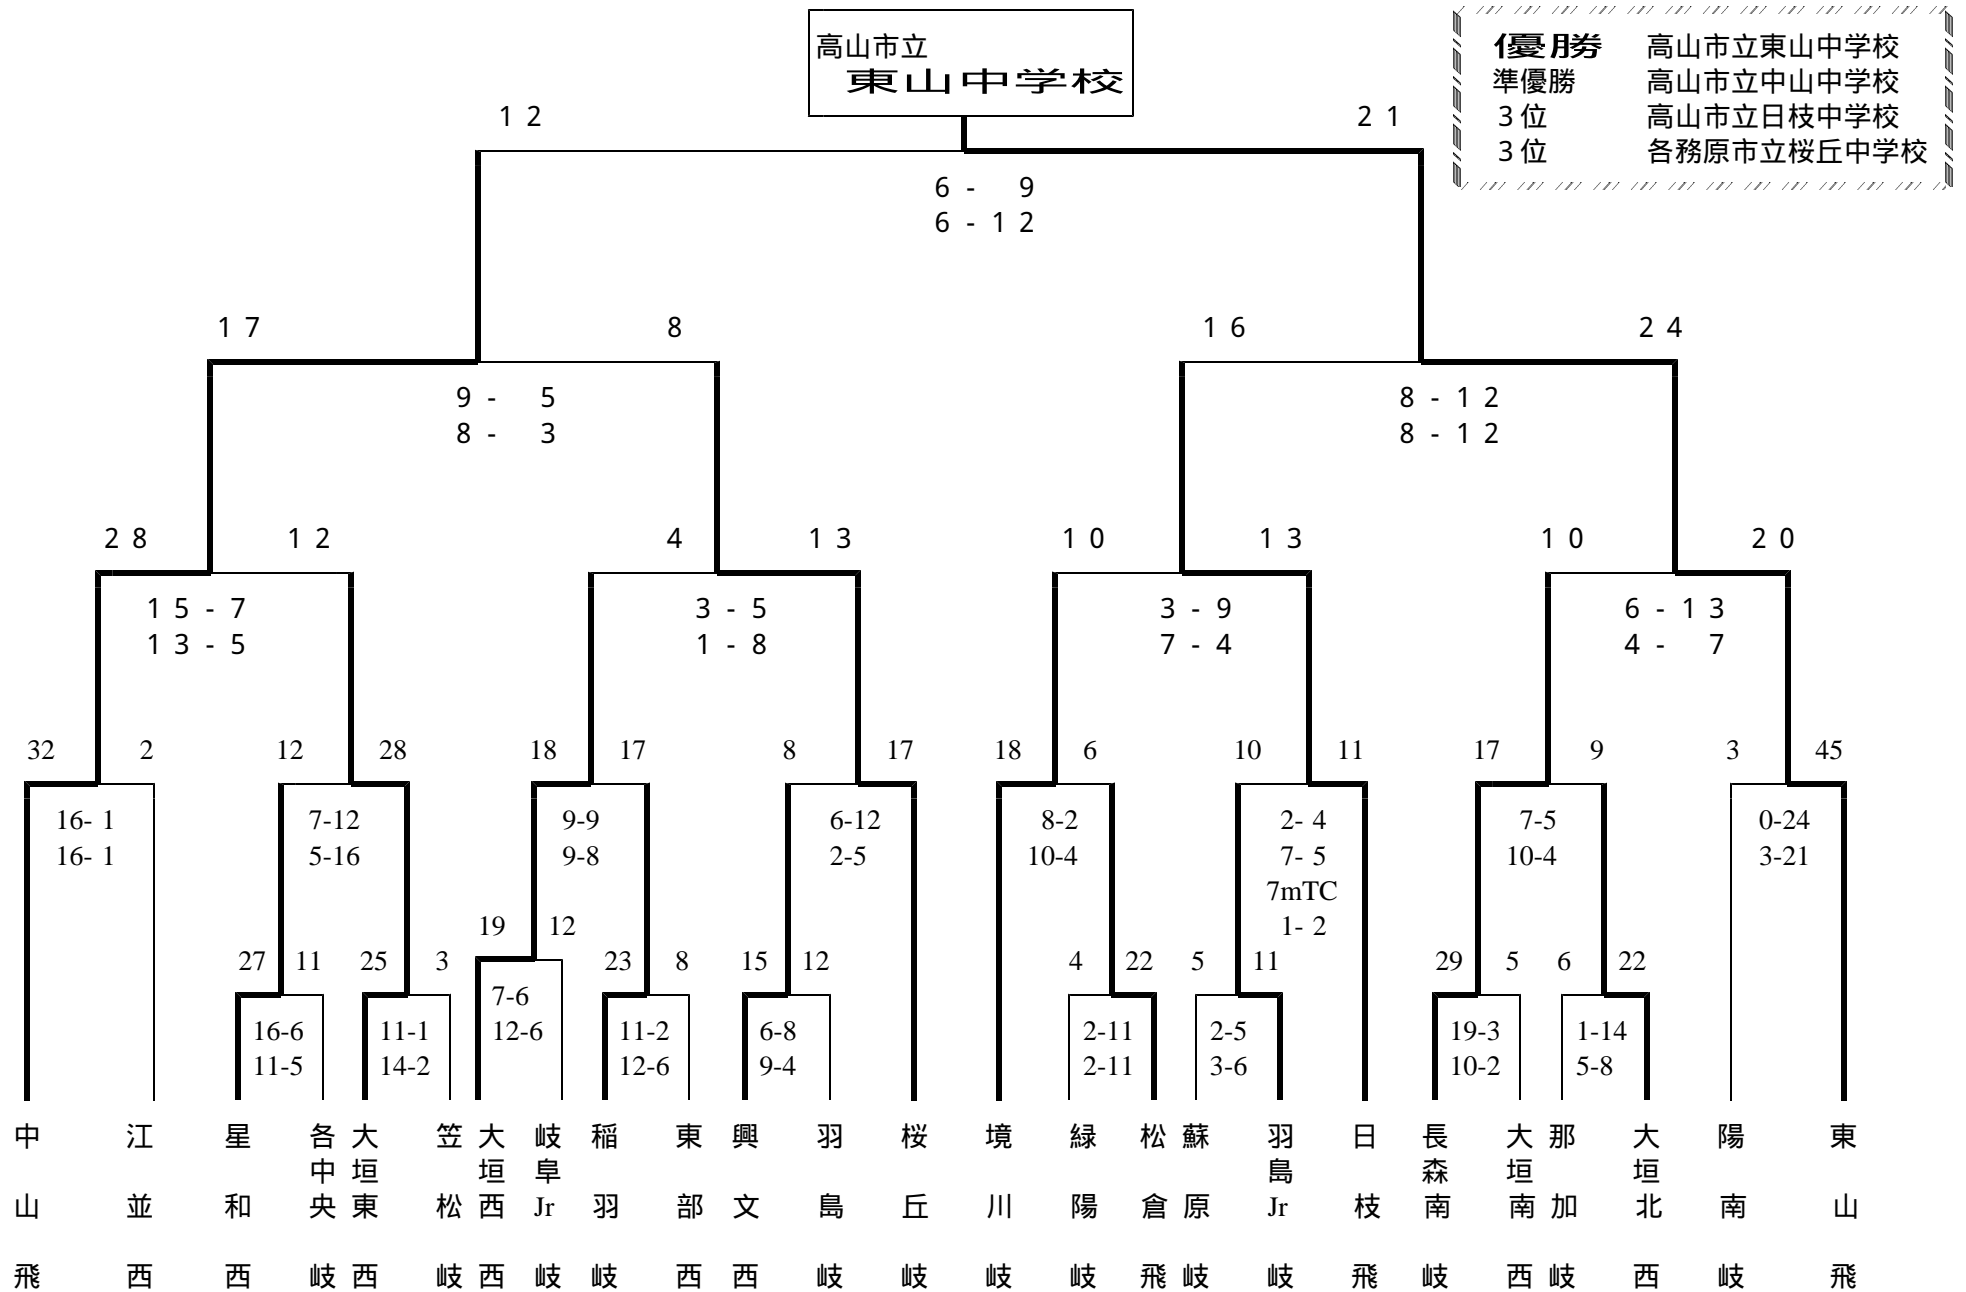 高山市立
東山中学校
優勝 高山市立東山中学校
準優勝 高山市立中山中学校
3位 高山市立日枝中学校
3位 各務原市立桜丘中学校
12 21
6 - 9
6 - 12
17 8 16 24
9 - 5 8 - 12
8 - 3 8 - 12
28 12 4 13 10 13 10 20
15 - 7 3 - 5 3 - 9 6 - 13
13 - 5 1 - 8 7 - 4 4 - 7
32 2 12 28 18 17 8 17 18 6 10 11 17 9 3 45
16- 1 7-12 9-9 6-12 8-2 2- 4 7-5 0-24
16- 1 5-16 9-8 2-5 10-4 7- 5 10-4 3-21
7mTC
19 12 1- 2
27 11 25 3 23 8 15 12 4 22 5 11 29 5 6 22
7-6
16-6 11-1 12-6 11-2 6-8 2-11 2-5 19-3 1-14
11-5 14-2 12-6 9-4 2-11 3-6 10-2 5-8
中山 飛
江並 西
星和 西
各中央 岐
大垣東 西
笠松 岐
大垣西 西
岐阜Jr 岐
稲羽 岐
東部 西
興文 西
羽島 岐
桜丘 岐
境川 岐
緑陽 岐
松倉 飛
蘇原 岐
羽島Jr 岐
日枝 飛
長森南 岐
大垣南 西
那加 岐
大垣北 西
陽南 岐
東山 飛